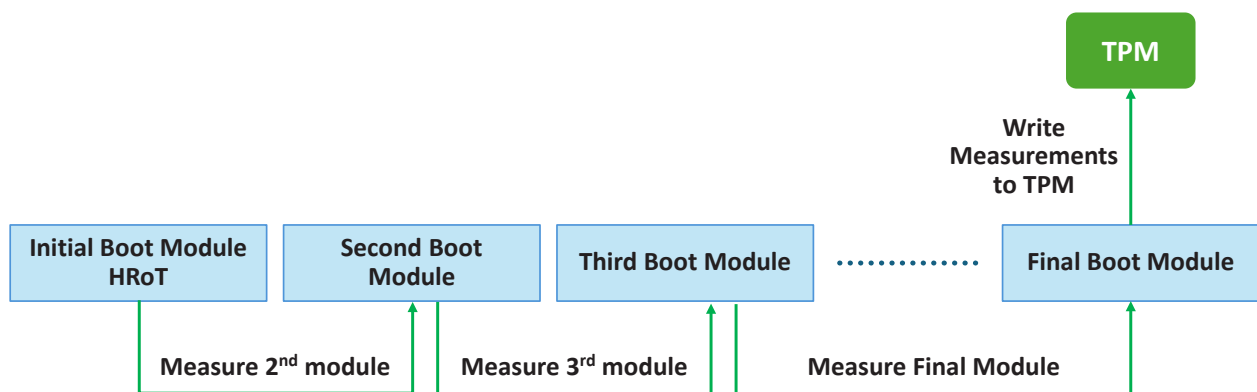 TPM
Write
Measurements
to TPM
Initial Boot Module
HRoT
Second Boot
Module
Third Boot Module
Final Boot Module
Measure 2nd module
Measure 3rd module
Measure Final Module